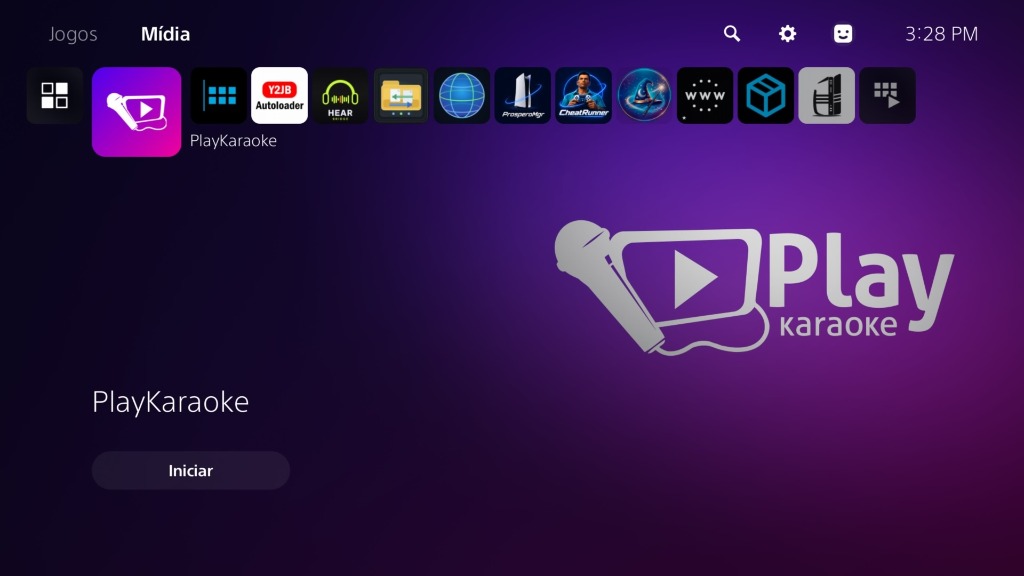 Jogos
Mídia
3:28 PM
Y2JB
Autoloader
HEAR
ProsperoMgr
CheatRunner
WWW
PlayKaraoke
Play
karaoke
PlayKaraoke
Iniciar